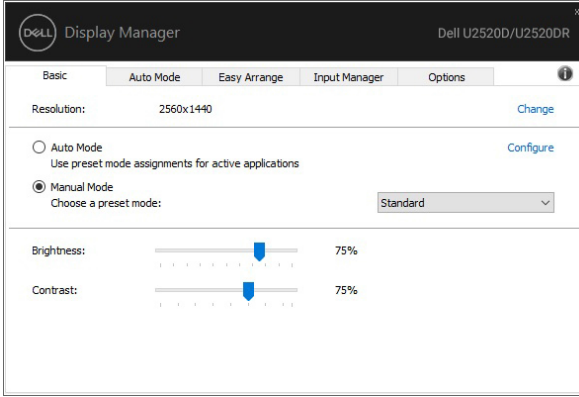 DELL Display Manager
Dell U2520D/U2520DR
Basic
Auto Mode
Easy Arrange
Input Manager
Options
Resolution:
2560x1440
Change
Auto Mode
Configure
Use preset mode assignments for active applications
Manual Mode
Choose a preset mode:
Standard
Brightness:
75%
Contrast:
75%